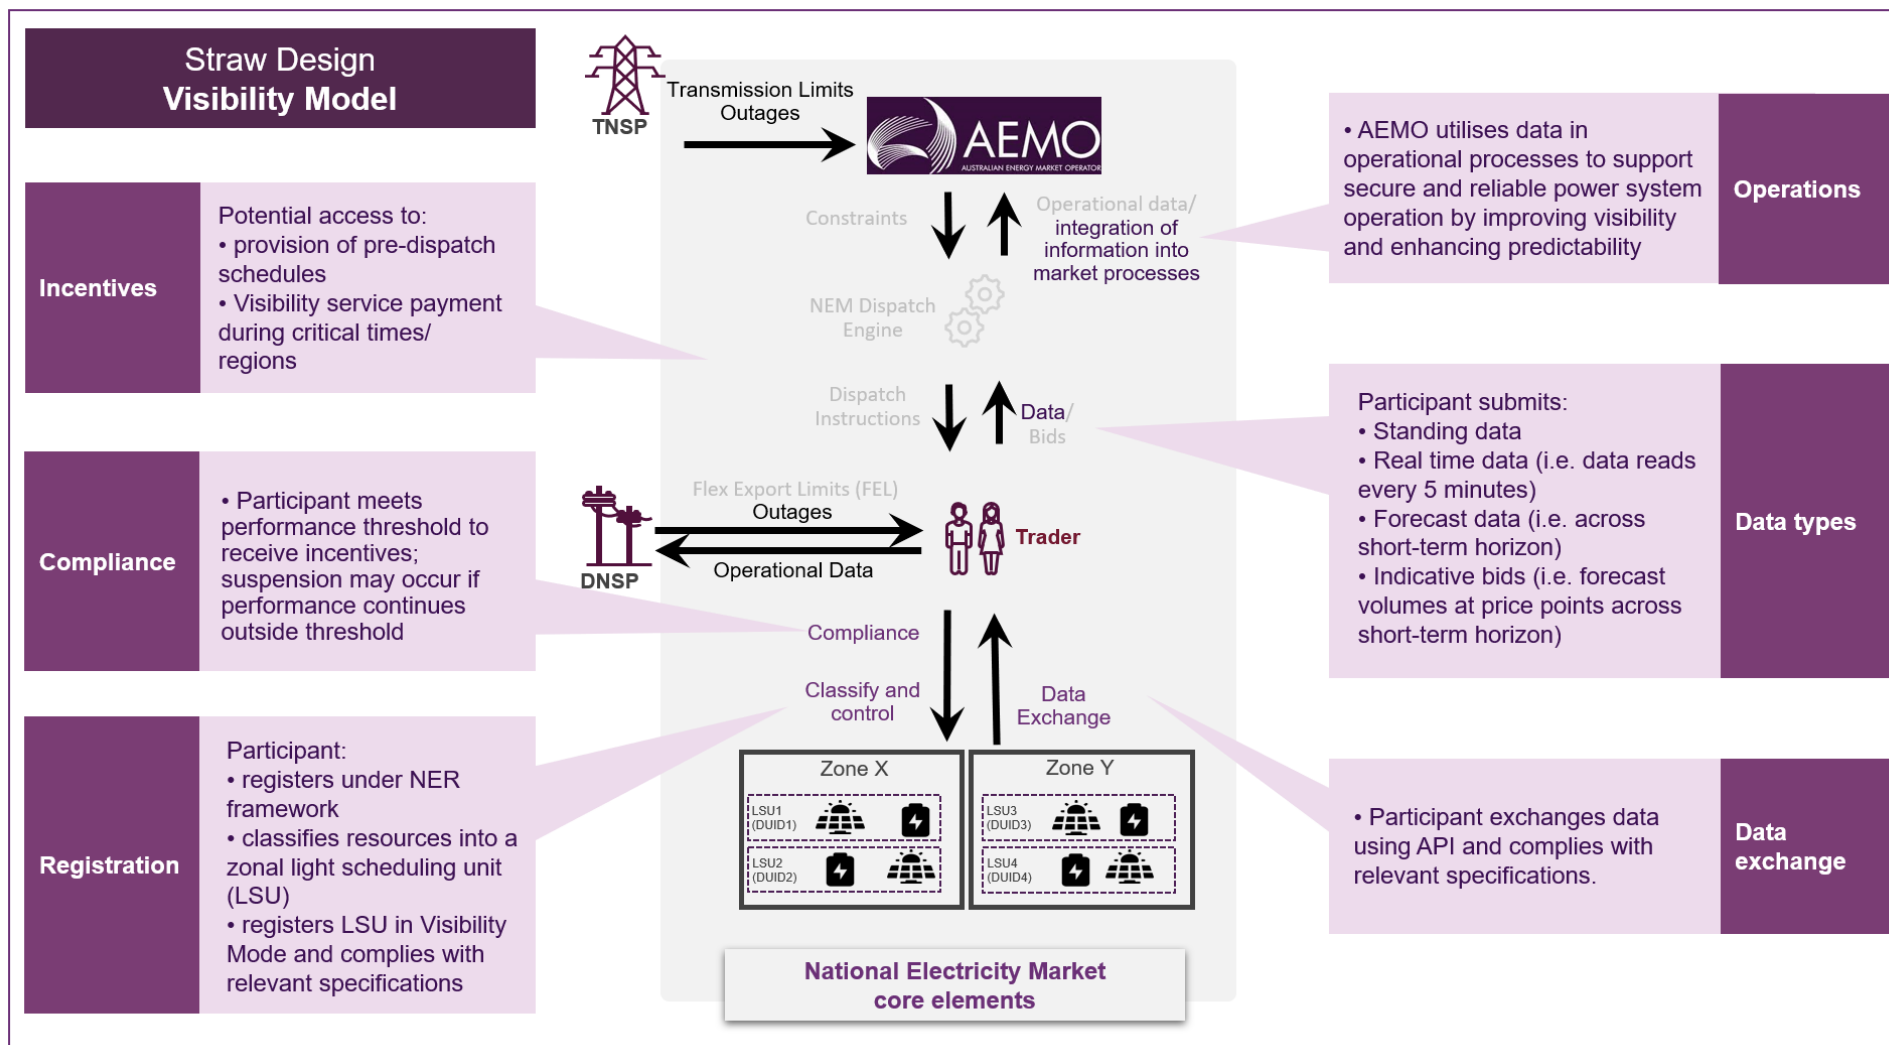 Straw Design
Visibility Model
Incentives
Potential access to:
• provision of pre-dispatch
schedules
• Visibility service payment
during critical times/
regions
Compliance
• Participant meets
performance threshold to
receive incentives;
suspension may occur if
performance continues
outside threshold
Registration
Participant:
• registers under NER
framework
• classifies resources into a
zonal light scheduling unit
(LSU)
• registers LSU in Visibility
Mode and complies with
relevant specifications
TNSP
Transmission Limits
Outages
AEMO
AUSTRALIAN ENERGY MARKET OPERATOR
Constraints
Operational data/
integration of
information into
market processes
NEM Dispatch
Engine
Dispatch
Instructions
Data/
Bids
DNSP
Flex Export Limits (FEL)
Outages
Operational Data
Trader
Compliance
Classify and
control
Data
Exchange
Zone X
LSU1
(DUID1)
LSU2
(DUID2)
Zone Y
LSU3
(DUID3)
LSU4
(DUID4)
National Electricity Market
core elements
• AEMO utilises data in
operational processes to support
secure and reliable power system
operation by improving visibility
and enhancing predictability
Operations
Participant submits:
• Standing data
• Real time data (i.e. data reads
every 5 minutes)
• Forecast data (i.e. across
short-term horizon)
• Indicative bids (i.e. forecast
volumes at price points across
short-term horizon)
Data types
• Participant exchanges data
using API and complies with
relevant specifications.
Data
exchange